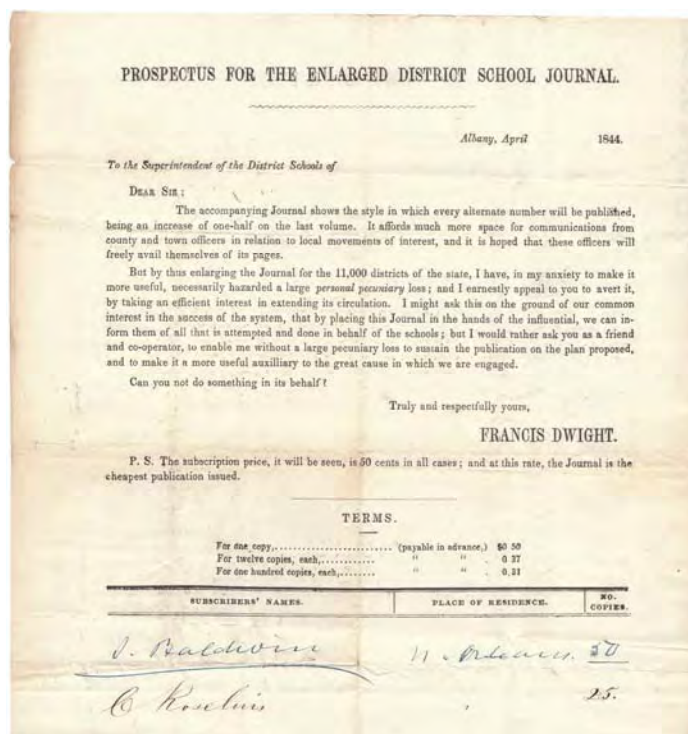 PROSPECTUS FOR THE ENLARGED DISTRICT SCHOOL JOURNAL.
Albany, April 1844.
To the Superintendent of the District Schools of
DEAR SIR:
The accompanying Journal shows the style in which every alternate number will be published,
being an increase of one-half on the last volume. It affords much more space for communications from
county and town officers in relation to local movements of interest, and it is hoped that these officers will
freely avail themselves of its pages.
But by thus enlarging the Journal for the 11,000 districts of the state, I have, in my anxiety to make it
more useful, necessarily hazarded a large personal pecuniary loss; and I earnestly appeal to you to avert it,
by taking an efficient interest in extending its circulation. I might ask this on the ground of our common
interest in the success of the system, that by placing this Journal in the hands of the influential, we can in-
form them of all that is attempted and done in behalf of the schools; but I would rather ask you as a friend
and co-operator, to enable me without a large pecuniary loss to sustain the publication on the plan proposed,
and to make it a more useful auxilliary to the great cause in which we are engaged.
Can you not do something in its behalf?
Truly and respectfully yours,
FRANCIS DWIGHT.
P. S. The subscription price, it will be seen, is 50 cents in all cases; and at this rate, the Journal is the
cheapest publication issued.
TERMS.
For one copy,.......................... (payable in advance,) $0 50
For twelve copies, each,............ " " . 0 37
For one hundred copies, each,........ " " . 0.31
SUBSCRIBERS' NAMES. PLACE OF RESIDENCE. NO. COPIES.
J. Baldwin N. Orleans. 50
C 25.